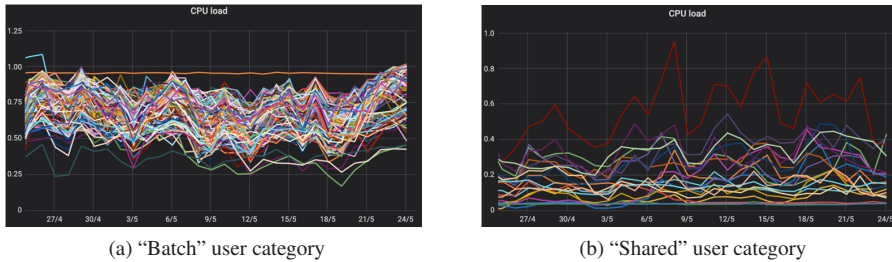 CPU load
1.25
1.00
0.75
0.50
0.25
0
27/4 30/4 3/5 6/5 9/5 12/5 15/5 18/5 21/5 24/5
(a) “Batch” user category
CPU load
1.0
0.8
0.6
0.4
0.2
0
27/4 30/4 3/5 6/5 9/5 12/5 15/5 18/5 21/5 24/5
(b) “Shared” user category